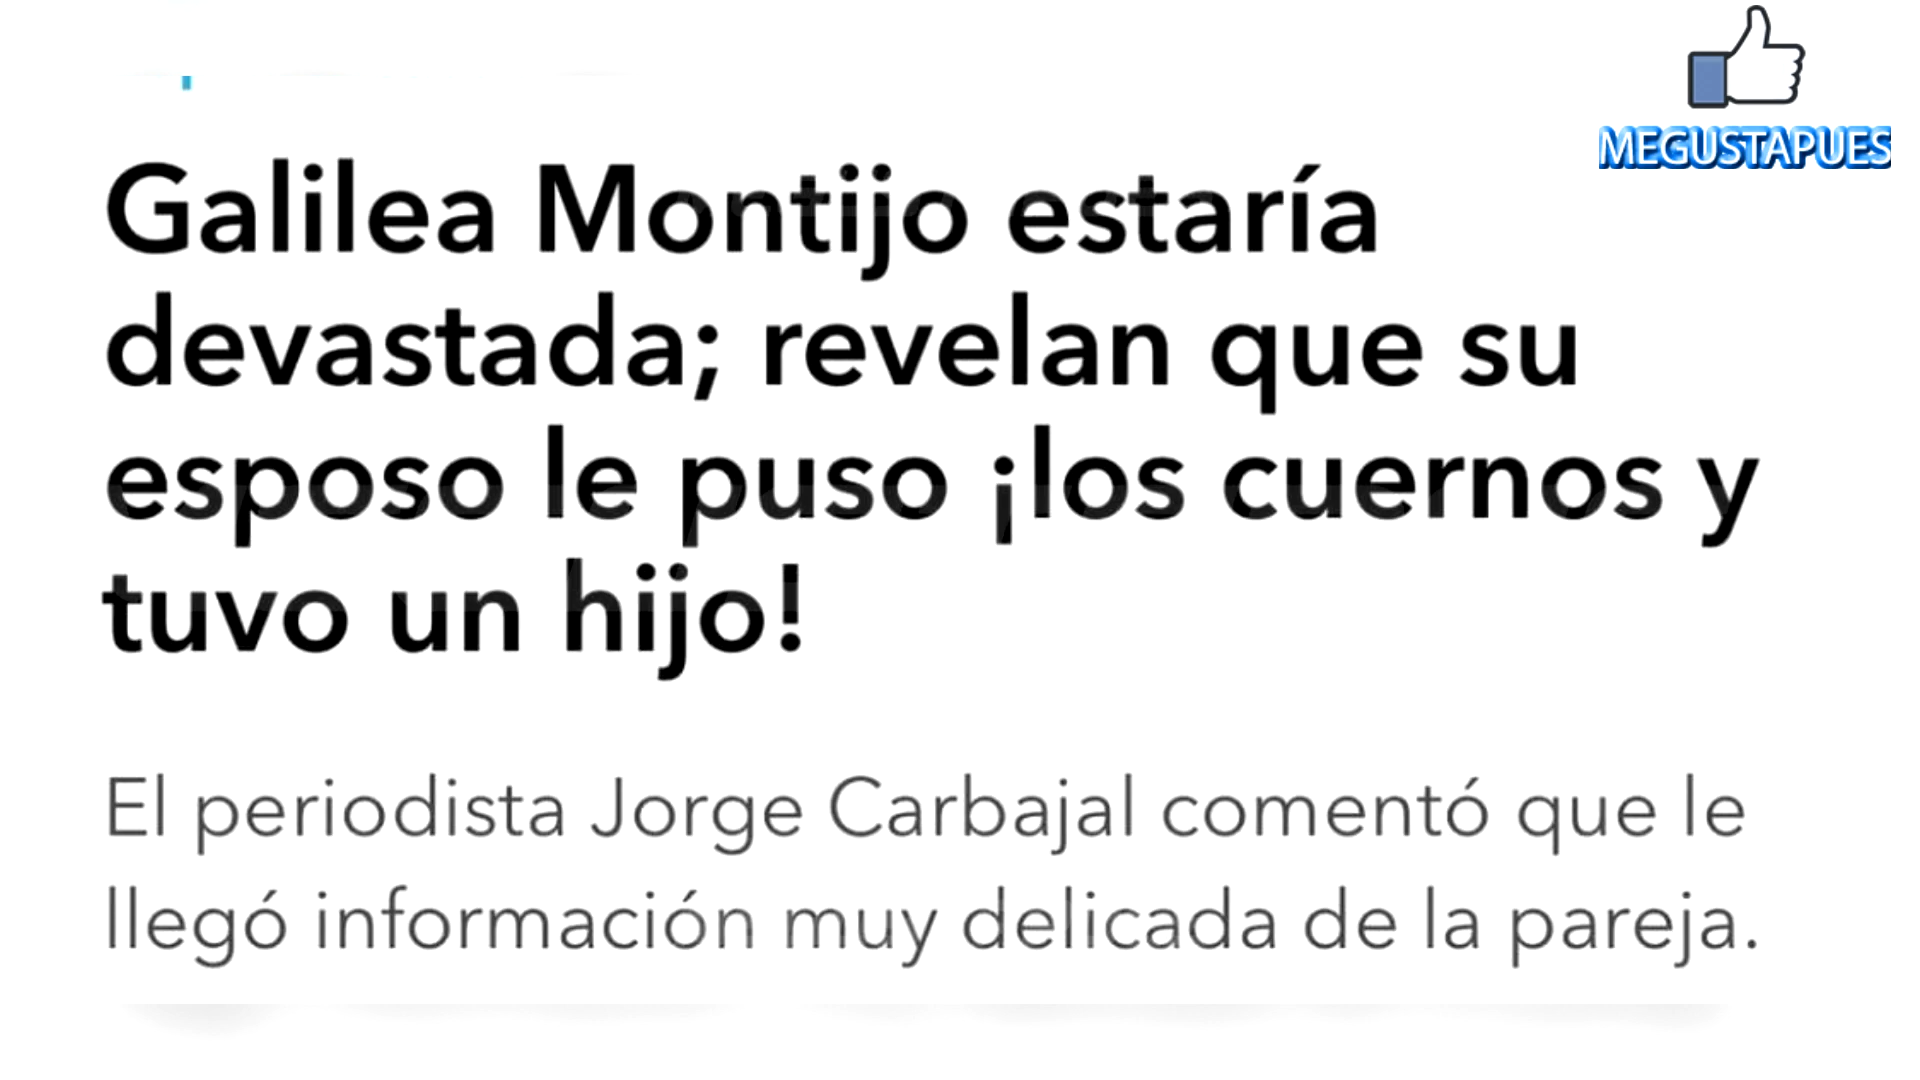 MEGUSTAPUES
Galilea Montijo estaría
devastada; revelan que su
esposo le puso ¡los cuernos y
tuvo un hijo!
El periodista Jorge Carbajal comentó que le
llegó información muy delicada de la pareja.